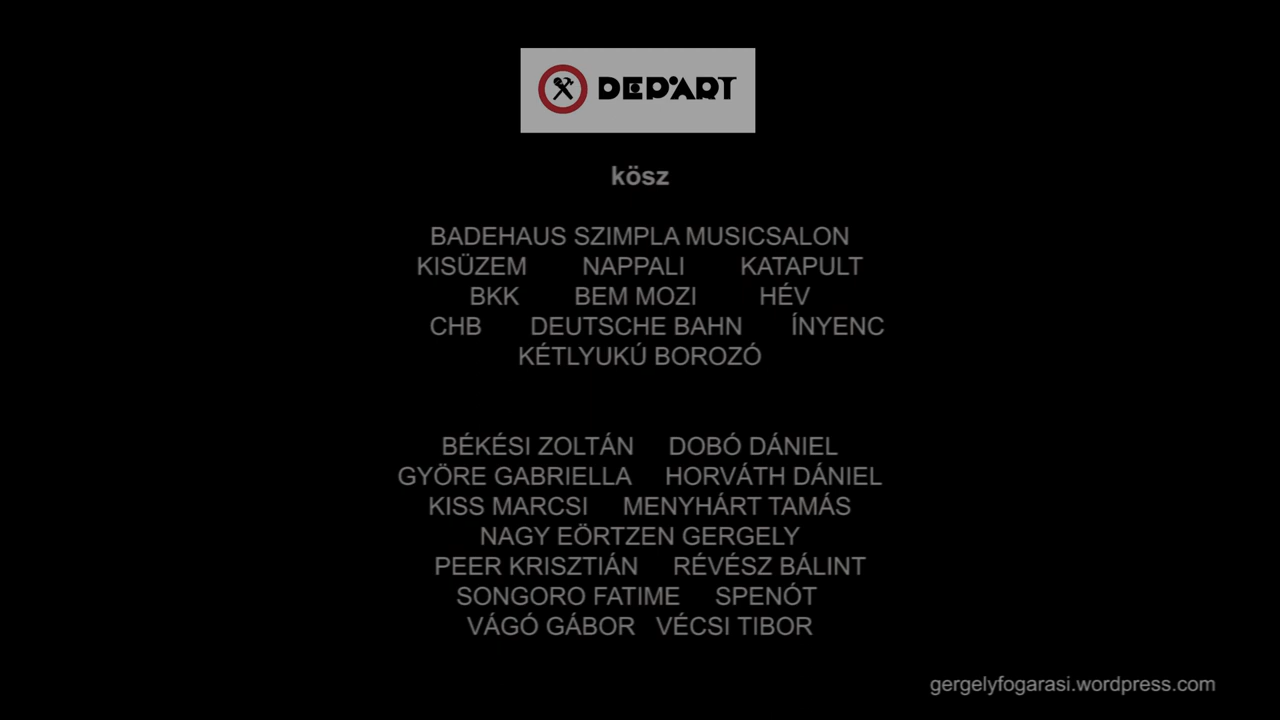 DEPART
kösz
BADEHAUS SZIMPLA MUSICSALON
KISÜZEM NAPPALI KATAPULT
BKK BEM MOZI HÉV
CHB DEUTSCHE BAHN ÍNYENC
KÉTLYUKÚ BOROZÓ
BÉKÉSI ZOLTÁN DOBÓ DÁNIEL
GYÖRE GABRIELLA HORVÁTH DÁNIEL
KISS MARCSI MENYHÁRT TAMÁS
NAGY EÖRTZEN GERGELY
PEER KRISZTIÁN RÉVÉSZ BÁLINT
SONGORO FATIME SPENÓT
VÁGÓ GÁBOR VÉCSI TIBOR
gergelyfogarasi.wordpress.com